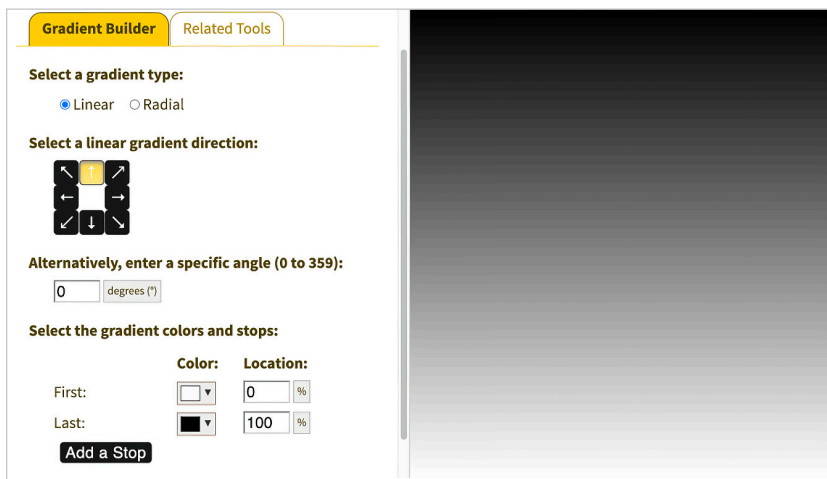 Gradient Builder Related Tools
Select a gradient type:
Linear Radial
Select a linear gradient direction:
↖ ↑ ↗
← →
↙ ↓ ↘
Alternatively, enter a specific angle (0 to 359):
0 degrees (°)
Select the gradient colors and stops:
Color: Location:
First: 0 %
Last: 100 %
Add a Stop